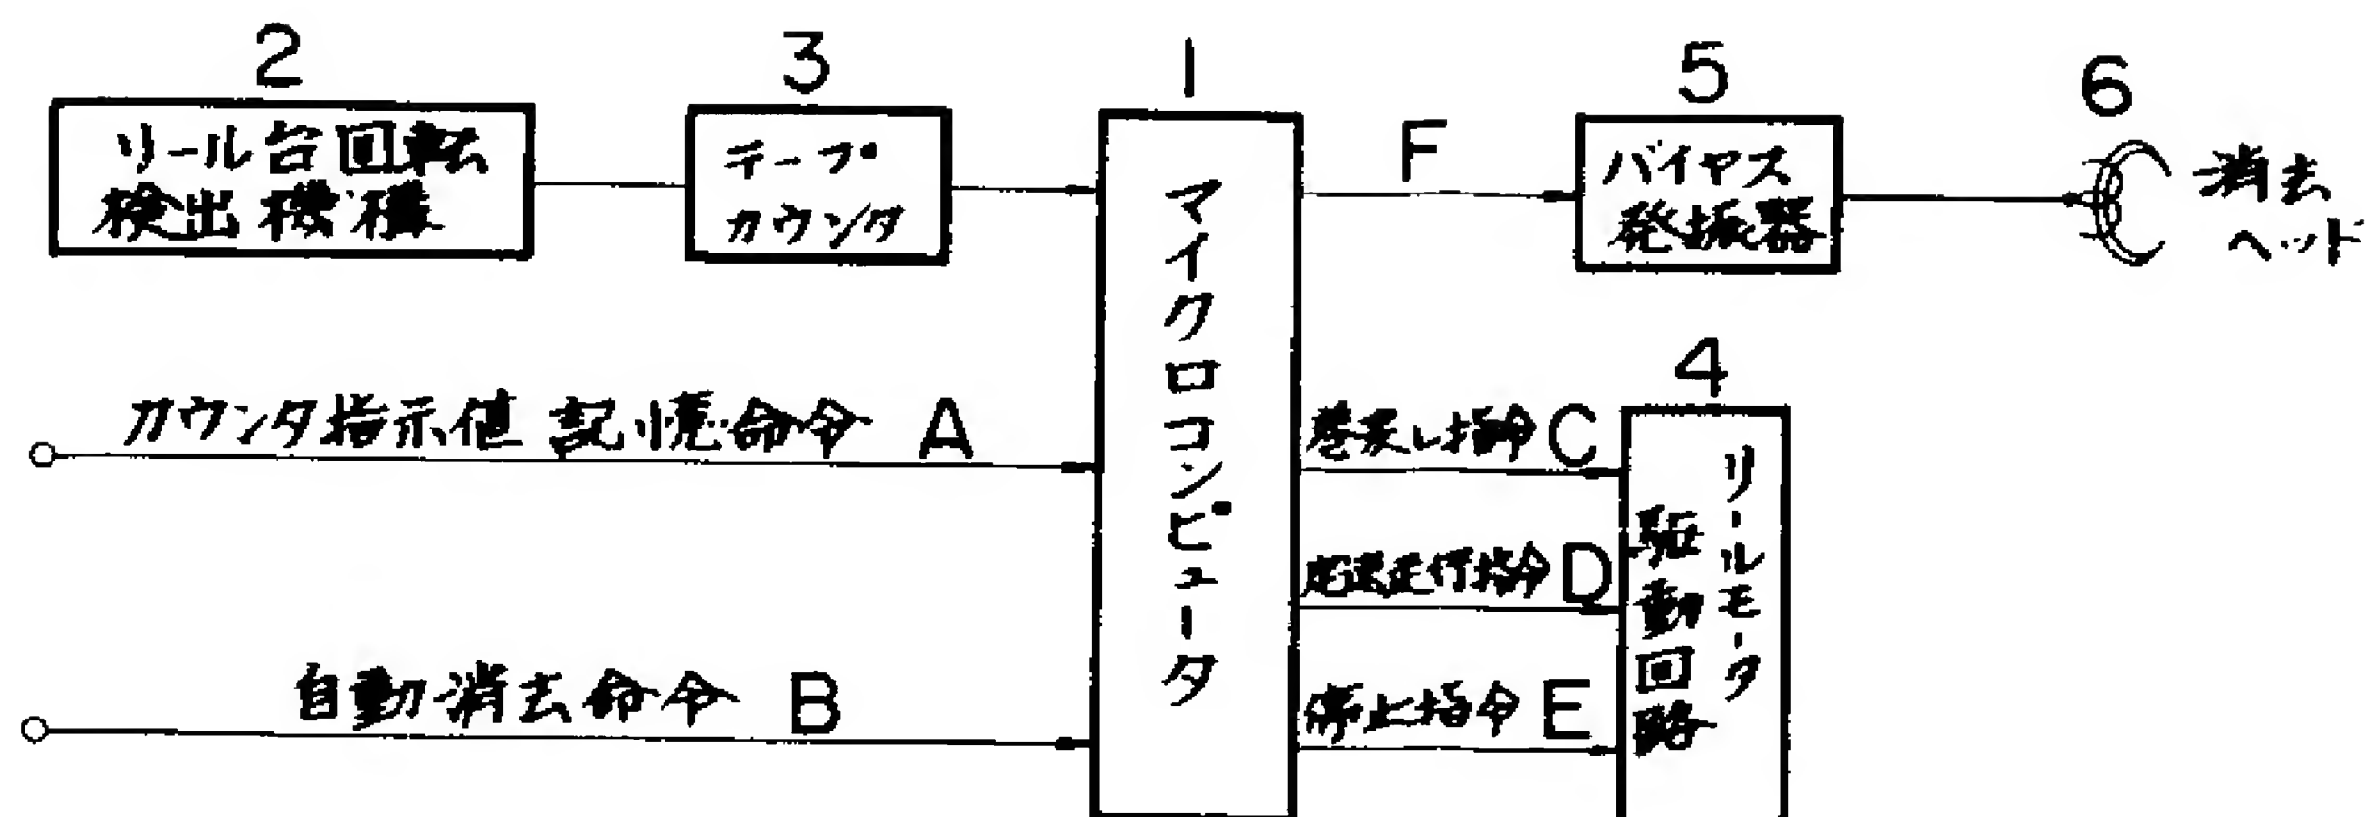 2
リール台回転
検出機構
3
テープ
カウンタ
1
マイクロコンピュータ
F
5
バイヤス
発振器
6
消去
ヘッド
カウンタ指示値記憶命令 A
自動消去命令 B
巻戻し指令 C
定速走行指令 D
停止指令 E
4
リールモータ
駆動回路